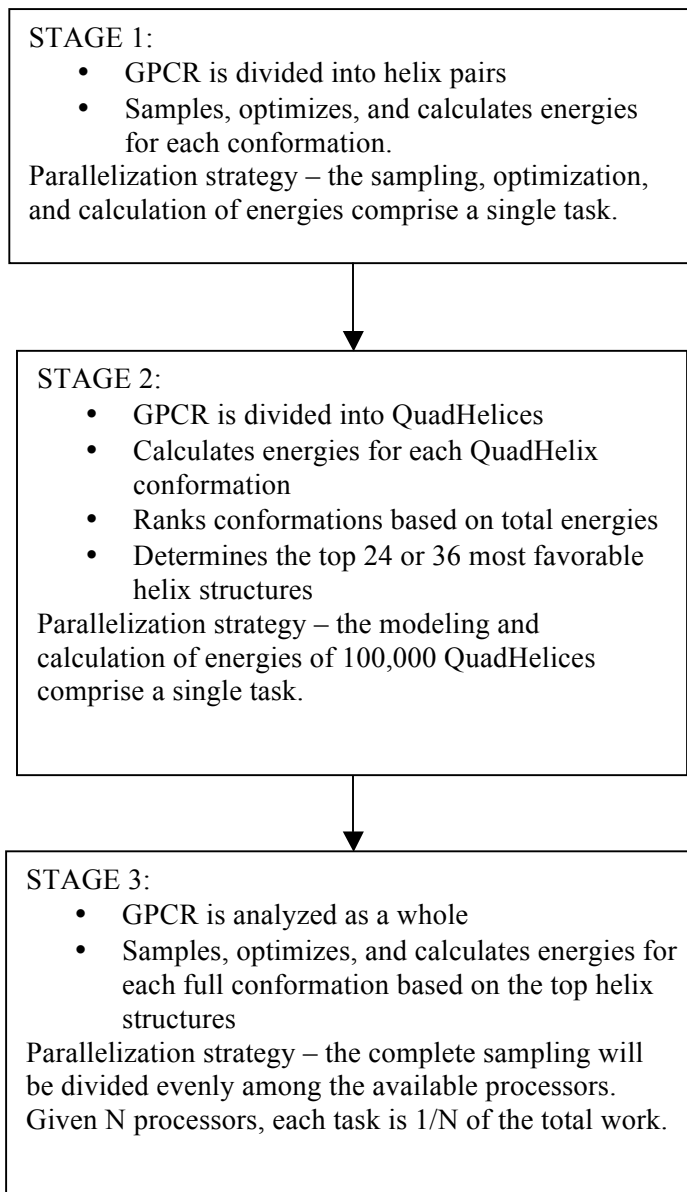 STAGE 1:
• GPCR is divided into helix pairs
• Samples, optimizes, and calculates energies
for each conformation.
Parallelization strategy – the sampling, optimization,
and calculation of energies comprise a single task.
STAGE 2:
• GPCR is divided into QuadHelices
• Calculates energies for each QuadHelix
conformation
• Ranks conformations based on total energies
• Determines the top 24 or 36 most favorable
helix structures
Parallelization strategy – the modeling and
calculation of energies of 100,000 QuadHelices
comprise a single task.
STAGE 3:
• GPCR is analyzed as a whole
• Samples, optimizes, and calculates energies for
each full conformation based on the top helix
structures
Parallelization strategy – the complete sampling will
be divided evenly among the available processors.
Given N processors, each task is 1/N of the total work.